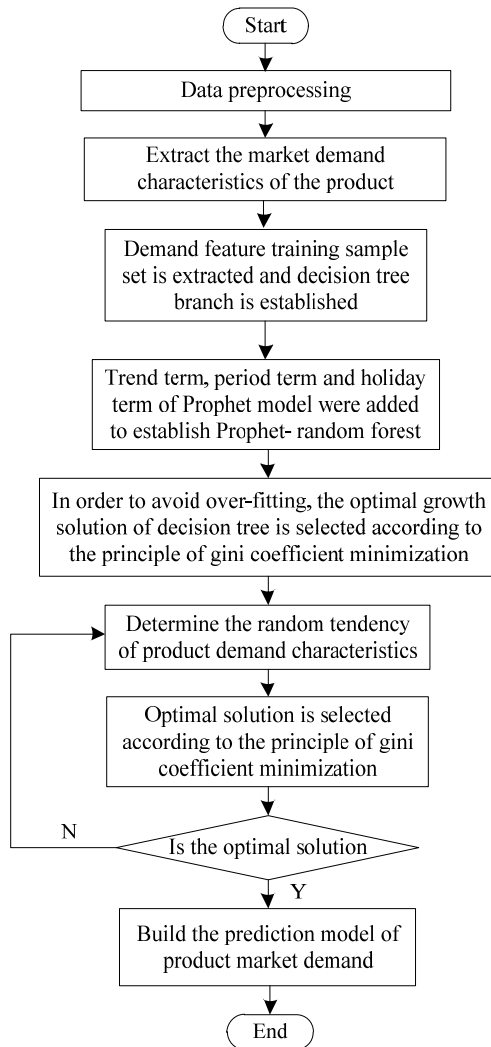 Start
Data preprocessing
Extract the market demand
characteristics of the product
Demand feature training sample
set is extracted and decision tree
branch is established
Trend term, period term and holiday
term of Prophet model were added
to establish Prophet- random forest
In order to avoid over-fitting, the optimal growth
solution of decision tree is selected according to
the principle of gini coefficient minimization
Determine the random tendency
of product demand characteristics
Optimal solution is selected
according to the principle of gini
coefficient minimization
N
Is the optimal solution
Y
Build the prediction model of
product market demand
End